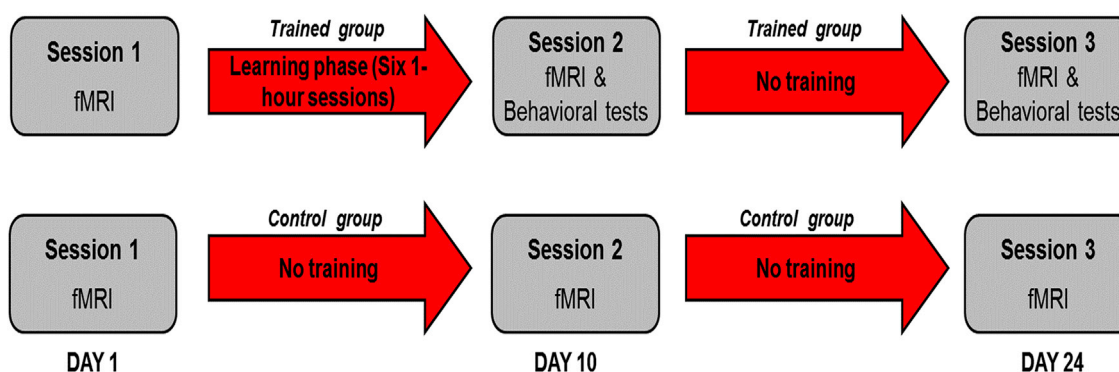 Trained group
Trained group
Session 1
fMRI
Learning phase (Six 1-
hour sessions)
Session 2
fMRI &
Behavioral tests
No training
Session 3
fMRI &
Behavioral tests
Control group
Control group
Session 1
fMRI
No training
Session 2
fMRI
No training
Session 3
fMRI
DAY 1
DAY 10
DAY 24